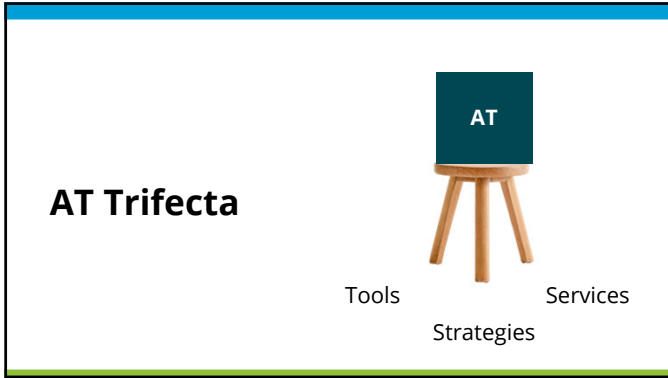 AT
AT Trifecta
Tools
Services
Strategies